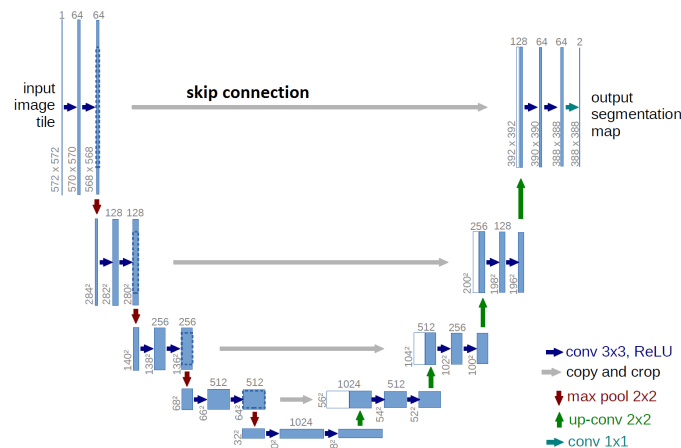 1 64 64
128 64 64 2
input
image
tile
skip connection
output
segmentation
map
572 x 572
570 x 570
568 x 568
392 x 392
390 x 390
388 x 388
388 x 388
128 128
256 128
284²
282²
280²
200²
198²
196²
256 256
512 256
140²
138²
136²
104²
102²
100²
512 512
1024 512
68²
66²
64²
56²
54²
52²
1024
32²
conv 3x3, ReLU
copy and crop
max pool 2x2
up-conv 2x2
conv 1x1